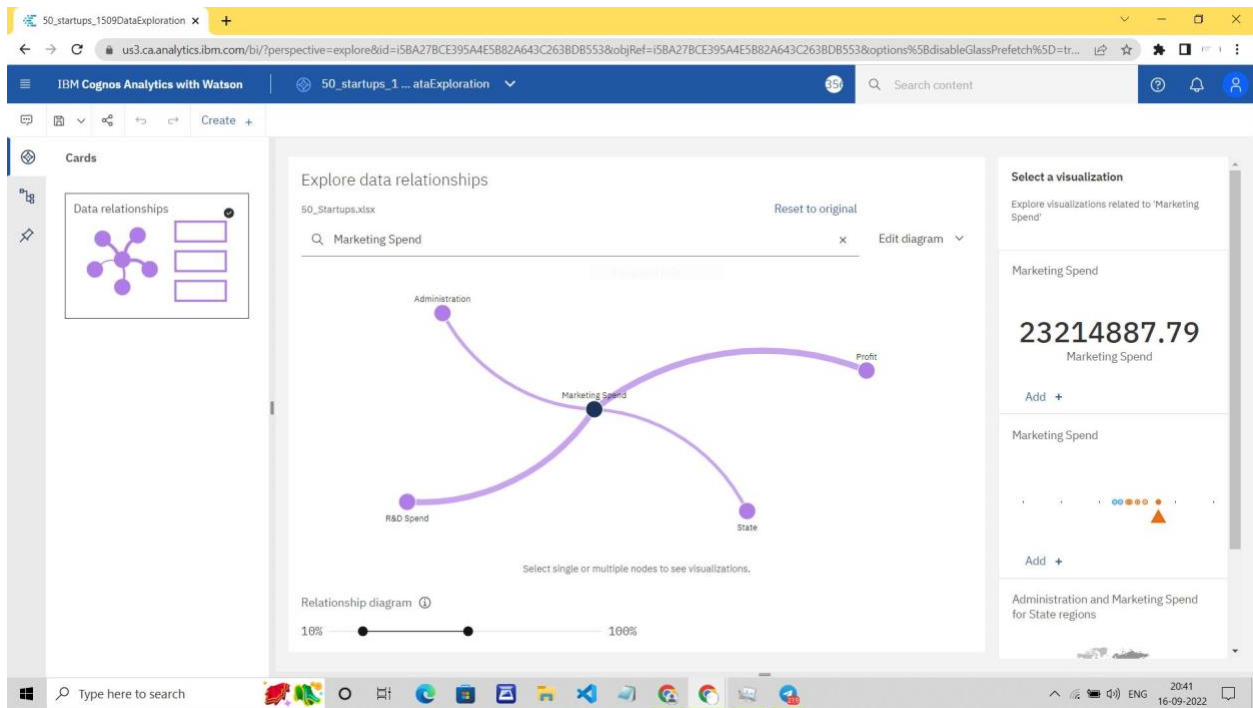 50_startups_1509DataExploration
us3.ca.analytics.ibm.com/bi/?perspective=explore&id=i5BA27BCE395A4E5B82A643C263BDB553&objRef=i5BA27BCE395A4E5B82A643C263BDB553&options%5BdisableGlassPrefetch%5D=tr...
IBM Cognos Analytics with Watson
50_startups_1 ... ataExploration
Search content
Create +
Cards
Data relationships
Explore data relationships
50_Startups.xlsx
Reset to original
Marketing Spend
Edit diagram
Administration
Profit
Marketing Spend
R&D Spend
State
Select single or multiple nodes to see visualizations.
Relationship diagram
10%
100%
Select a visualization
Explore visualizations related to 'Marketing
Spend'
Marketing Spend
23214887.79
Marketing Spend
Add +
Marketing Spend
Add +
Administration and Marketing Spend
for State regions
Type here to search
ENG
20:41
16-09-2022